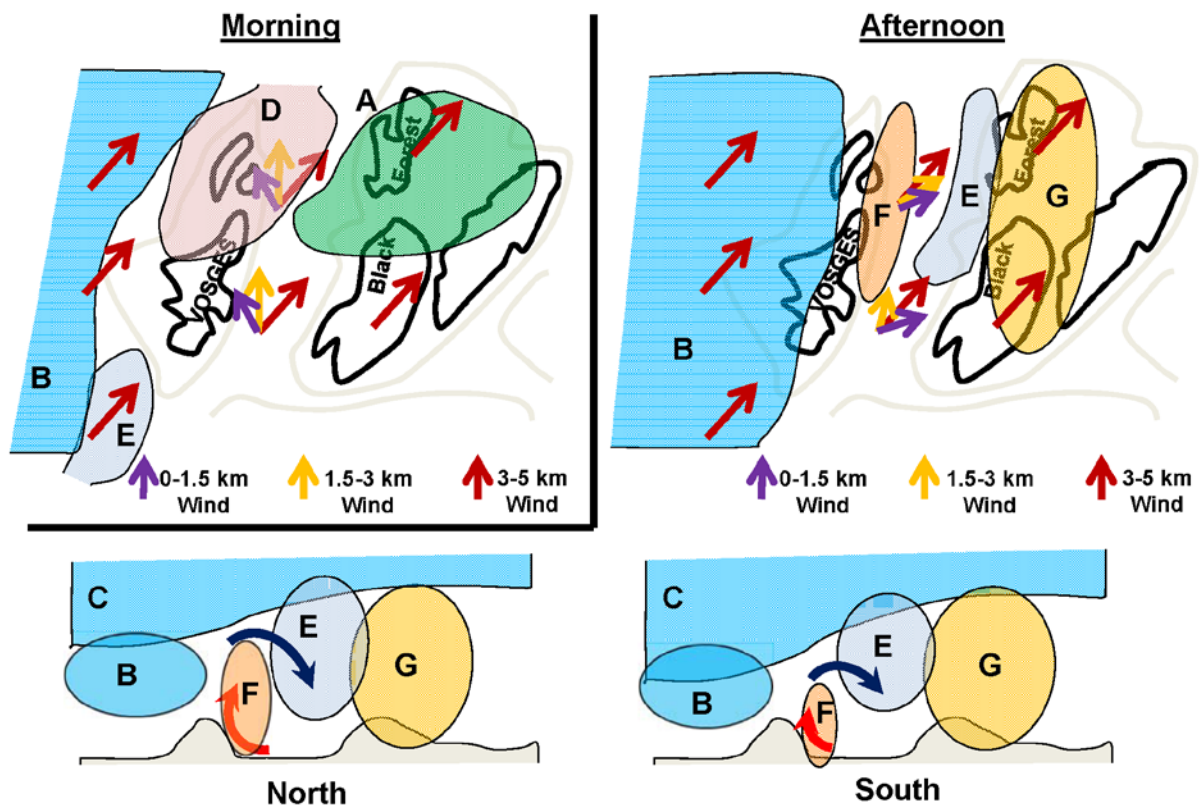 Morning
D
A
Forest
VOSGES
Black
B
E
0-1.5 km
Wind
1.5-3 km
Wind
3-5 km
Wind
Afternoon
Forest
E
F
G
VOSGES
Black
B
0-1.5 km
Wind
1.5-3 km
Wind
3-5 km
Wind
C
E
B
G
F
North
C
E
B
G
F
South